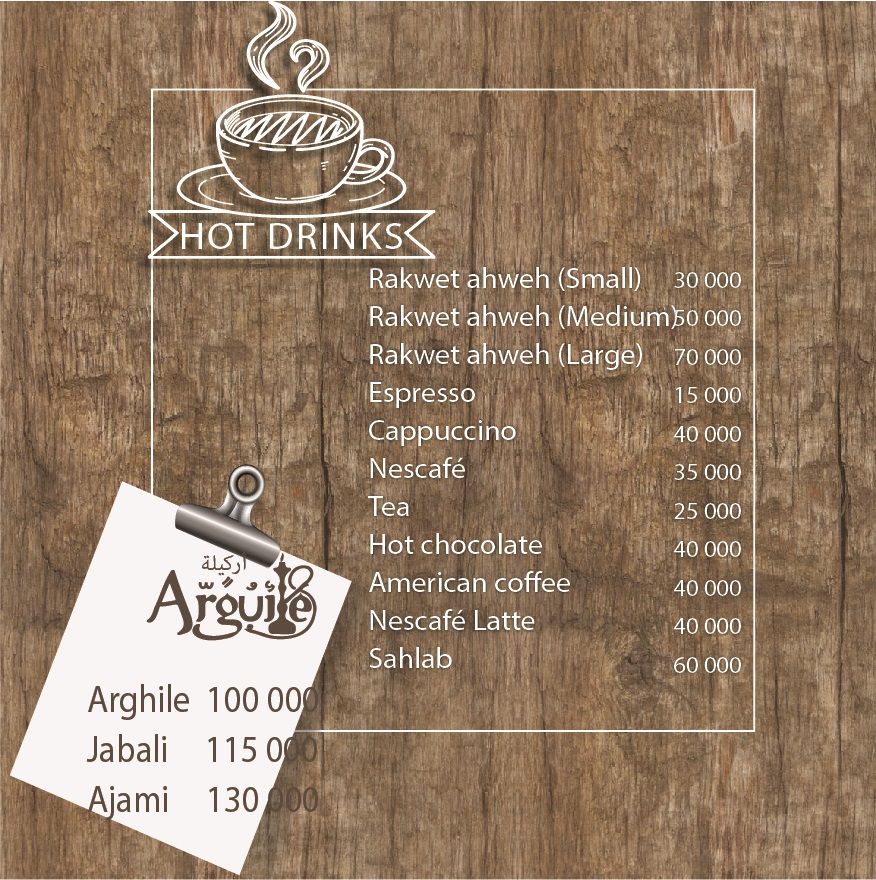 HOT DRINKS
Rakwet ahweh (Small) 30 000
Rakwet ahweh (Medium) 50 000
Rakwet ahweh (Large) 70 000
Espresso 15 000
Cappuccino 40 000
Nescafé 35 000
Tea 25 000
Hot chocolate 40 000
American coffee 40 000
Nescafé Latte 40 000
Sahlab 60 000
أركيلة
Arguile
Arghile 100 000
Jabali 115 000
Ajami 130 000